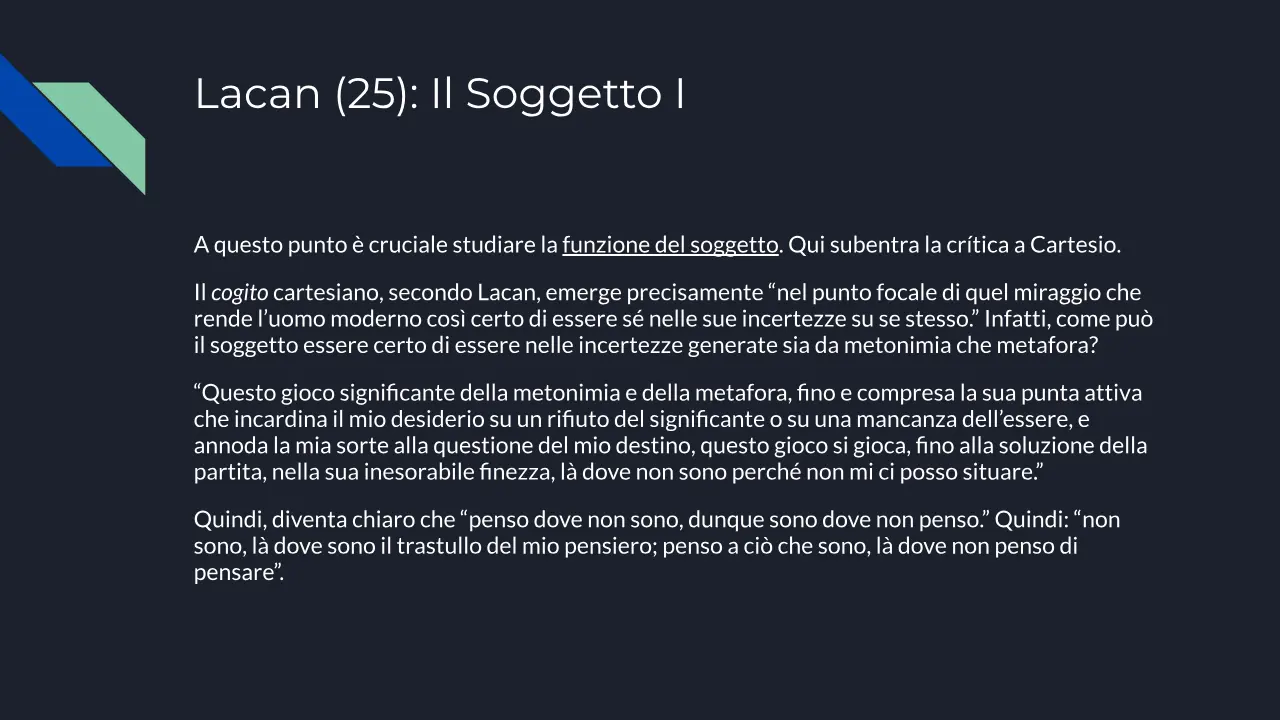 Lacan (25): Il Soggetto I
A questo punto è cruciale studiare la funzione del soggetto. Qui subentra la crítica a Cartesio.
Il cogito cartesiano, secondo Lacan, emerge precisamente “nel punto focale di quel miraggio che
rende l’uomo moderno così certo di essere sé nelle sue incertezze su se stesso.” Infatti, come può
il soggetto essere certo di essere nelle incertezze generate sia da metonimia che metafora?
“Questo gioco significante della metonimia e della metafora, fino e compresa la sua punta attiva
che incardina il mio desiderio su un rifiuto del significante o su una mancanza dell’essere, e
annoda la mia sorte alla questione del mio destino, questo gioco si gioca, fino alla soluzione della
partita, nella sua inesorabile finezza, là dove non sono perché non mi ci posso situare.”
Quindi, diventa chiaro che “penso dove non sono, dunque sono dove non penso.” Quindi: “non
sono, là dove sono il trastullo del mio pensiero; penso a ciò che sono, là dove non penso di
pensare”.